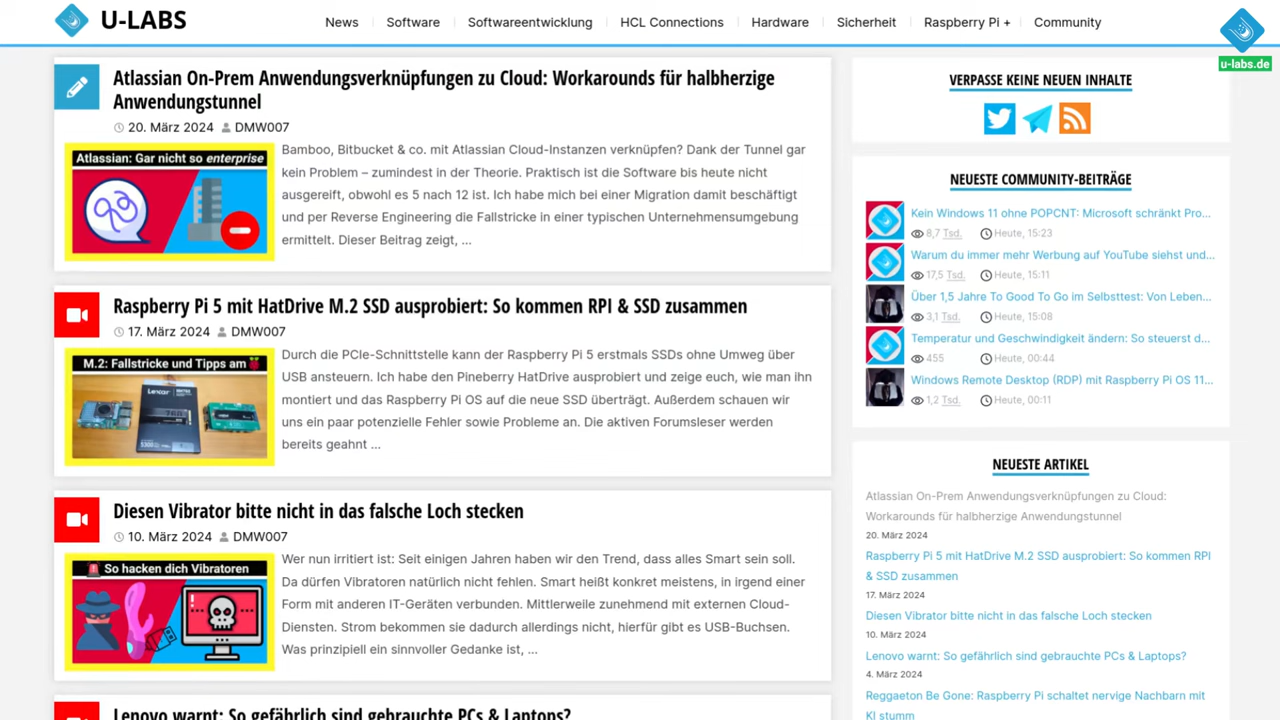 U-LABS
News
Software
Softwareentwicklung
HCL Connections
Hardware
Sicherheit
Raspberry Pi +
Community
u-labs.de
Atlassian On-Prem Anwendungsverknüpfungen zu Cloud: Workarounds für halbherzige
Anwendungstunnel
20. März 2024 DMW007
Atlassian: Gar nicht so enterprise
Bamboo, Bitbucket & co. mit Atlassian Cloud-Instanzen verknüpfen? Dank der Tunnel gar
kein Problem – zumindest in der Theorie. Praktisch ist die Software bis heute nicht
ausgereift, obwohl es 5 nach 12 ist. Ich habe mich bei einer Migration damit beschäftigt
und per Reverse Engineering die Fallstricke in einer typischen Unternehmensumgebung
ermittelt. Dieser Beitrag zeigt, ...
Raspberry Pi 5 mit HatDrive M.2 SSD ausprobiert: So kommen RPI & SSD zusammen
17. März 2024 DMW007
M.2: Fallstricke und Tipps am
Lexar
Durch die PCIe-Schnittstelle kann der Raspberry Pi 5 erstmals SSDs ohne Umweg über
USB ansteuern. Ich habe den Pineberry HatDrive ausprobiert und zeige euch, wie man ihn
montiert und das Raspberry Pi OS auf die neue SSD überträgt. Außerdem schauen wir
uns ein paar potenzielle Fehler sowie Probleme an. Die aktiven Forumsleser werden
bereits geahnt ...
Diesen Vibrator bitte nicht in das falsche Loch stecken
10. März 2024 DMW007
So hacken dich Vibratoren
Wer nun irritiert ist: Seit einigen Jahren haben wir den Trend, dass alles Smart sein soll.
Da dürfen Vibratoren natürlich nicht fehlen. Smart heißt konkret meistens, in irgend einer
Form mit anderen IT-Geräten verbunden. Mittlerweile zunehmend mit externen Cloud-
Diensten. Strom bekommen sie dadurch allerdings nicht, hierfür gibt es USB-Buchsen.
Was prinzipiell ein sinnvoller Gedanke ist, ...
Lenovo warnt: So gefährlich sind gebrauchte PCs & Laptops?
VERPASSE KEINE NEUEN INHALTE
NEUESTE COMMUNITY-BEITRÄGE
Kein Windows 11 ohne POPCNT: Microsoft schränkt Pro...
8,7 Tsd. Heute, 15:23
Warum du immer mehr Werbung auf YouTube siehst und...
17,5 Tsd. Heute, 15:11
Über 1,5 Jahre To Good To Go im Selbsttest: Von Leben...
3,1 Tsd. Heute, 15:08
Temperatur und Geschwindigkeit ändern: So steuerst d...
455 Heute, 00:44
Windows Remote Desktop (RDP) mit Raspberry Pi OS 11...
1,2 Tsd. Heute, 00:11
NEUESTE ARTIKEL
Atlassian On-Prem Anwendungsverknüpfungen zu Cloud:
Workarounds für halbherzige Anwendungstunnel
20. März 2024
Raspberry Pi 5 mit HatDrive M.2 SSD ausprobiert: So kommen RPI
& SSD zusammen
17. März 2024
Diesen Vibrator bitte nicht in das falsche Loch stecken
10. März 2024
Lenovo warnt: So gefährlich sind gebrauchte PCs & Laptops?
4. März 2024
Reggaeton Be Gone: Raspberry Pi schaltet nervige Nachbarn mit
KI stumm